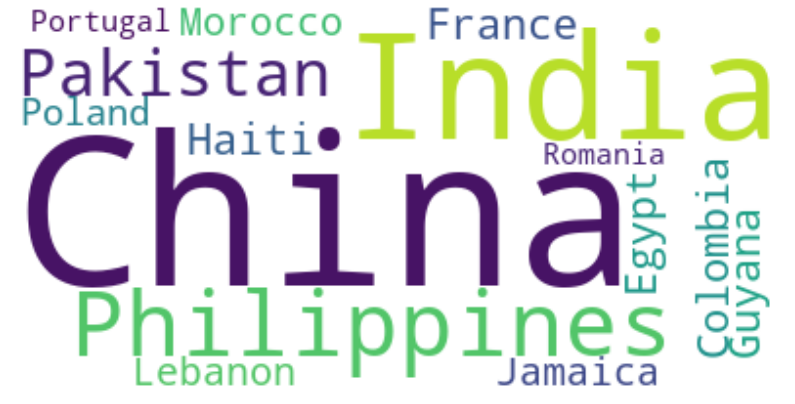 Portugal
Morocco
France
Pakistan
India
Poland
Haiti
Romania
China
Egypt
Colombia
Guyana
Philippines
Lebanon
Jamaica